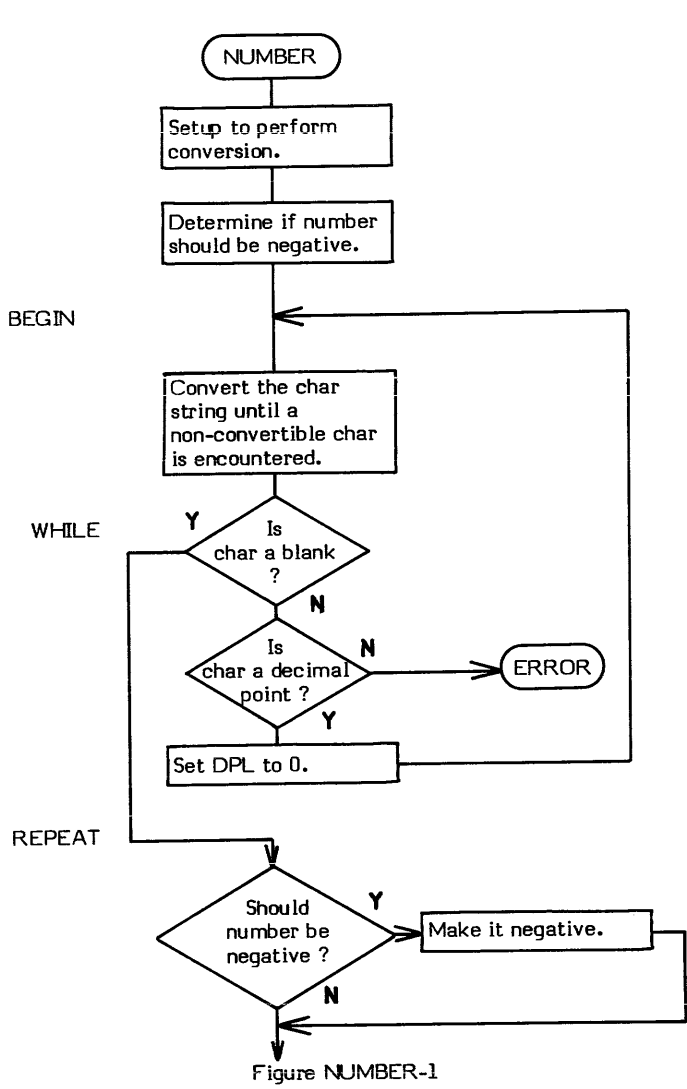 NUMBER
Setup to perform
conversion.
Determine if number
should be negative.
BEGIN
Convert the char
string until a
non-convertible char
is encountered.
WHILE
Y
Is
char a blank
?
N
Is
char a decimal
point ?
N
ERROR
Y
Set DPL to 0.
REPEAT
Should
number be
negative ?
Y
Make it negative.
N
Figure NUMBER-1